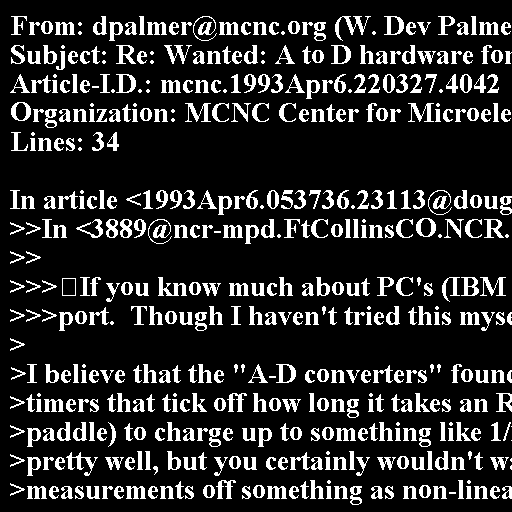 From: dpalmer@mcnc.org (W. Dev Palme
Subject: Re: Wanted: A to D hardware for
Article-I.D.: mcnc.1993Apr6.220327.4042
Organization: MCNC Center for Microele
Lines: 34

In article <1993Apr6.053736.23113@doug
>>In <3889@ncr-mpd.FtCollinsCO.NCR.
>>
>>>If you know much about PC's (IBM
>>>port.  Though I haven't tried this myse
>
>I believe that the "A-D converters" foun
>timers that tick off how long it takes an R
>paddle) to charge up to something like 1/
>pretty well, but you certainly wouldn't wa
>measurements off something as non-linea